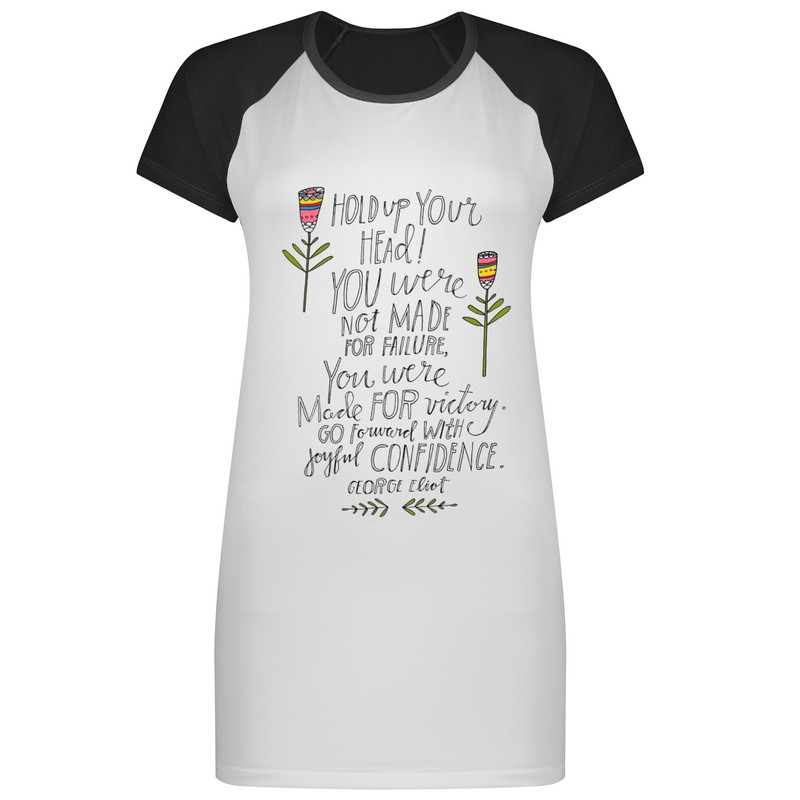 HOLD UP YOUr
HEAd!
YOU were
Not MADE
FOR FAILURE,
You were
Made FOR victory.
GO Forward WITH
joyful CONFIDENCE.
GEORGE Eliot